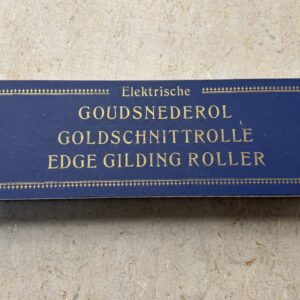 Elektrische
GOUDSNEDEROL
GOLDSCHNITTROLLE
EDGE GILDING ROLLER